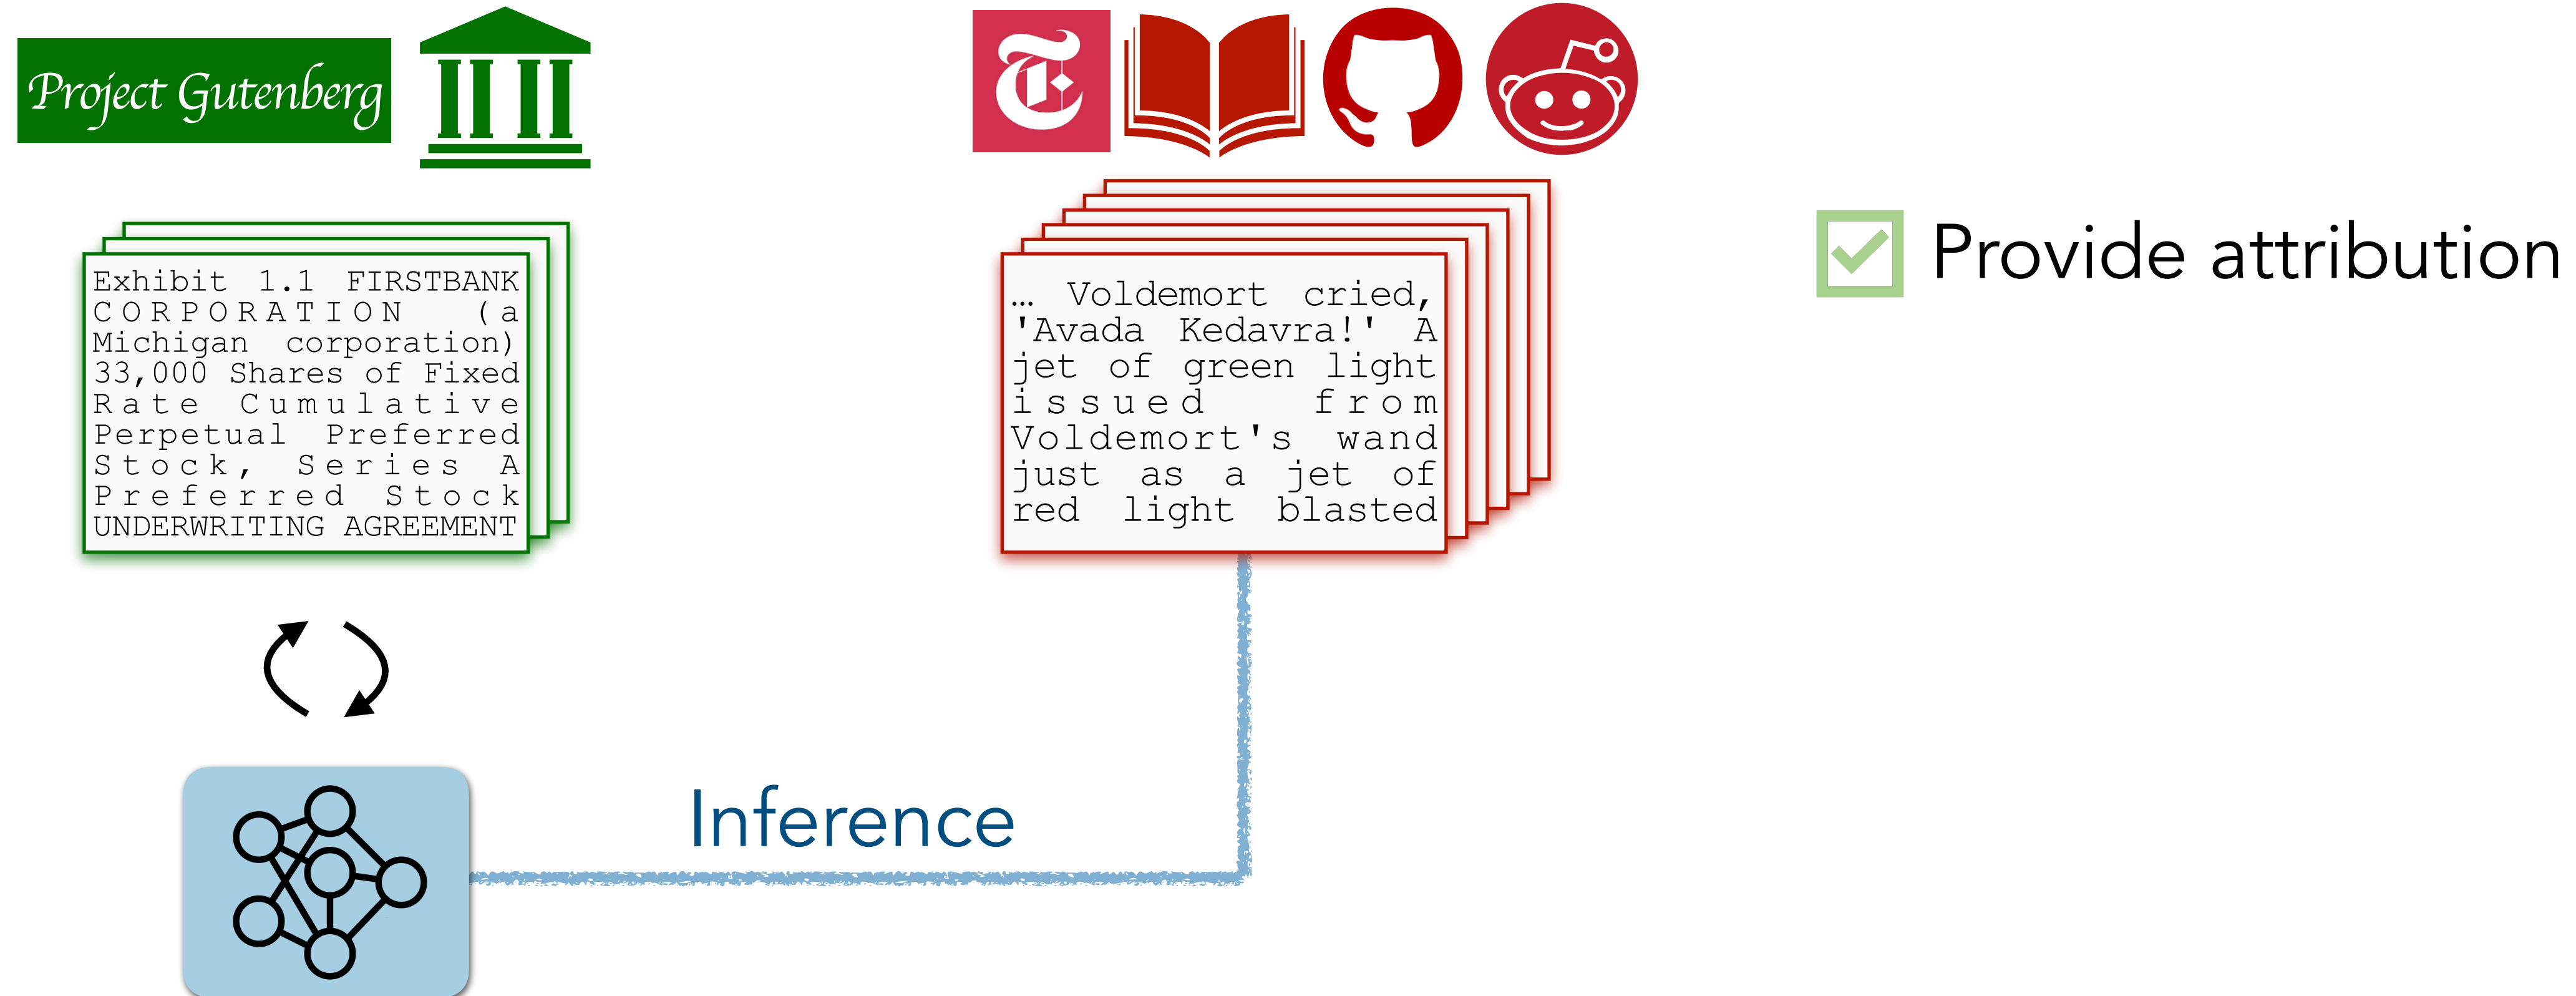 Project Gutenberg
Exhibit 1.1 FIRSTBANK
CORPORATION (a
Michigan corporation)
33,000 Shares of Fixed
Rate Cumulative
Perpetual Preferred
Stock, Series A
Preferred Stock
UNDERWRITING AGREEMENT
… Voldemort cried,
'Avada Kedavra!' A
jet of green light
issued from
Voldemort's wand
just as a jet of
red light blasted
Provide attribution
Inference